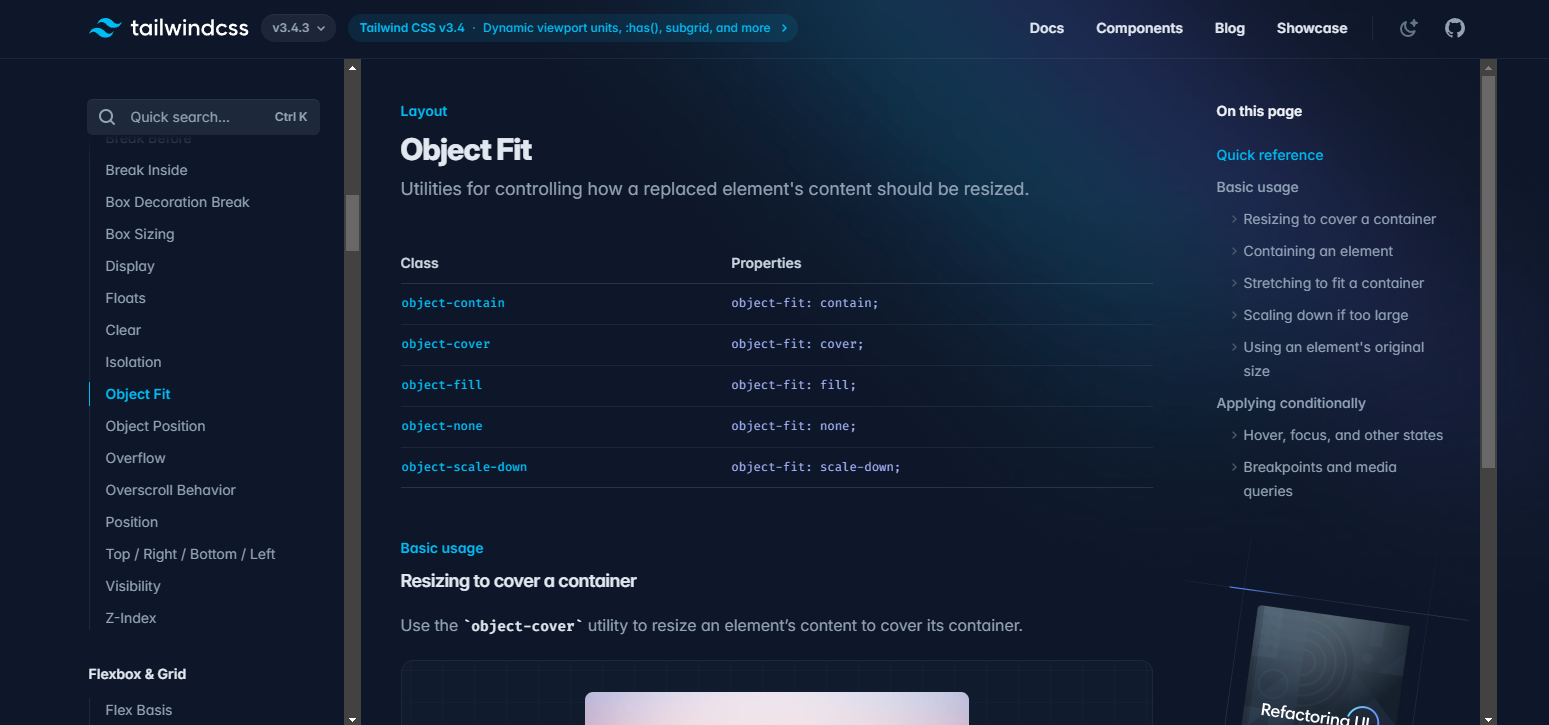 tailwindcss
v3.4.3
Tailwind CSS v3.4 · Dynamic viewport units, :has(), subgrid, and more
Docs
Components
Blog
Showcase
Quick search...
Ctrl K
Break Before
Break Inside
Box Decoration Break
Box Sizing
Display
Floats
Clear
Isolation
Object Fit
Object Position
Overflow
Overscroll Behavior
Position
Top / Right / Bottom / Left
Visibility
Z-Index
Flexbox & Grid
Flex Basis
Layout
Object Fit
Utilities for controlling how a replaced element's content should be resized.
Class Properties
object-contain object-fit: contain;
object-cover object-fit: cover;
object-fill object-fit: fill;
object-none object-fit: none;
object-scale-down object-fit: scale-down;
Basic usage
Resizing to cover a container
Use the `object-cover` utility to resize an element’s content to cover its container.
On this page
Quick reference
Basic usage
Resizing to cover a container
Containing an element
Stretching to fit a container
Scaling down if too large
Using an element's original
size
Applying conditionally
Hover, focus, and other states
Breakpoints and media
queries
Refactoring UI